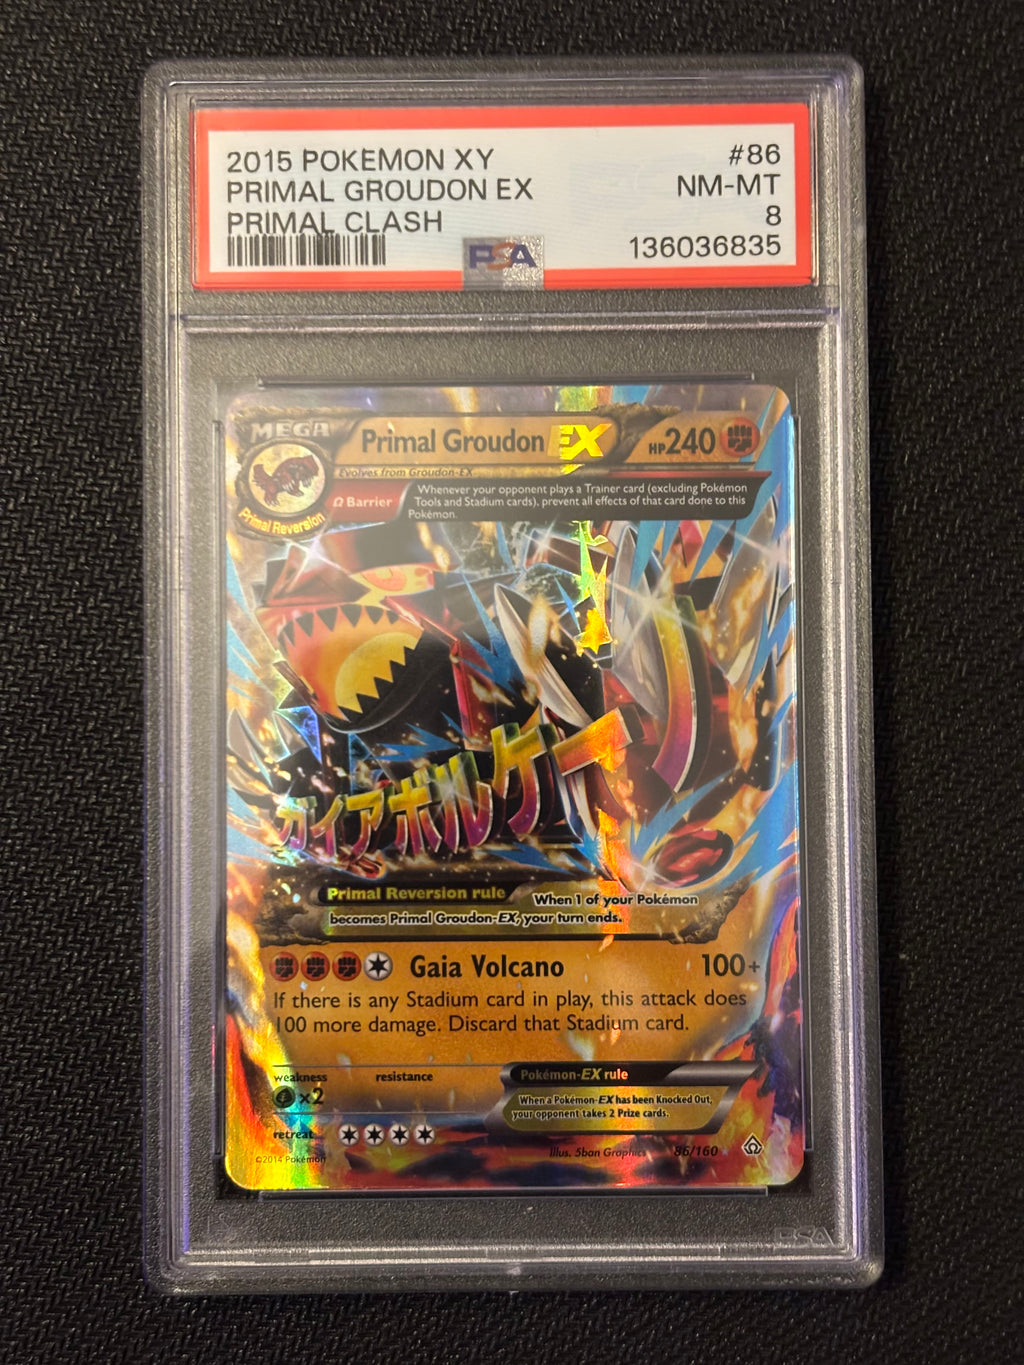 2015 POKEMON XY #86
PRIMAL GROUDON EX NM-MT
PRIMAL CLASH 8
PSA 136036835
MEGA Primal Groudon EX HP240
Evolves from Groudon-EX
Primal Reversion
Ω Barrier Whenever your opponent plays a Trainer card (excluding Pokémon
Tools and Stadium cards), prevent all effects of that card done to this
Pokémon.
ガイアボルケーノ
Primal Reversion rule When 1 of your Pokémon
becomes Primal Groudon-EX, your turn ends.
Gaia Volcano 100+
If there is any Stadium card in play, this attack does
100 more damage. Discard that Stadium card.
weakness resistance
×2
Pokémon-EX rule
When a Pokémon-EX has been Knocked Out,
your opponent takes 2 Prize cards.
retreat
©2014 Pokémon
Illus. 5ban Graphics 86/160
PSA